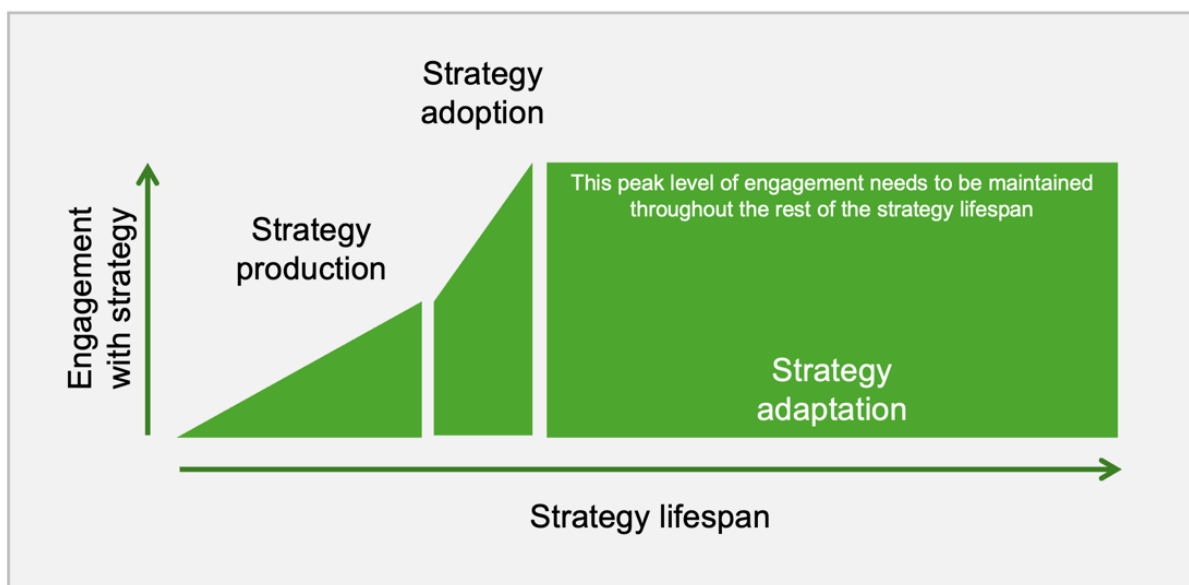 Strategy
adoption
This peak level of engagement needs to be maintained
throughout the rest of the strategy lifespan
Strategy
production
Engagement
with strategy
Strategy
adaptation
Strategy lifespan